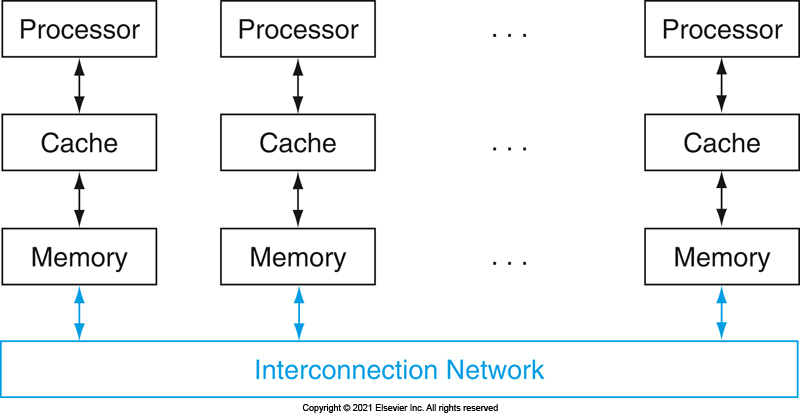 Processor Processor . . . Processor
Cache Cache . . . Cache
Memory Memory . . . Memory
Interconnection Network
Copyright © 2021 Elsevier Inc. All rights reserved